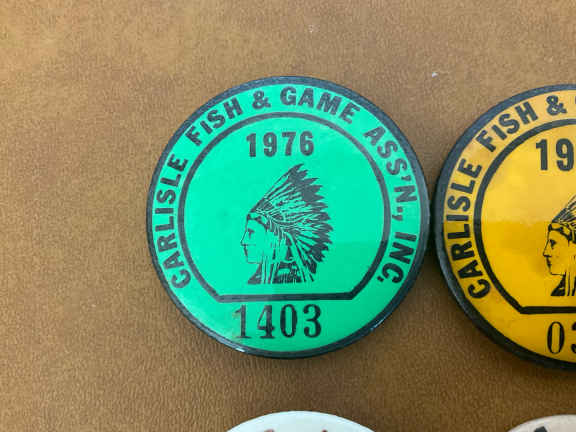 CARLISLE FISH & GAME ASS'N., INC.
1976
1403
CARLISLE FISH &